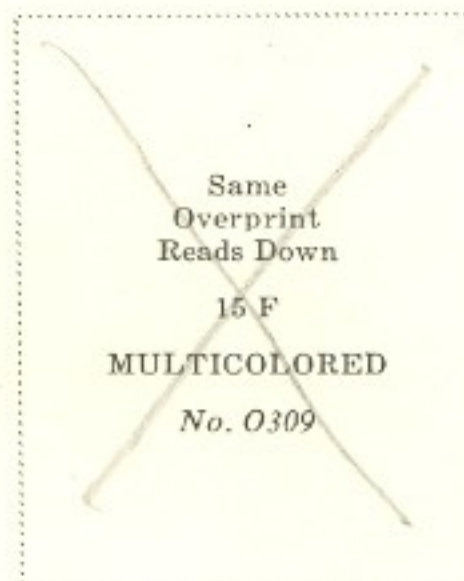 Same
Overprint
Reads Down
15 F
MULTICOLORED
No. O309